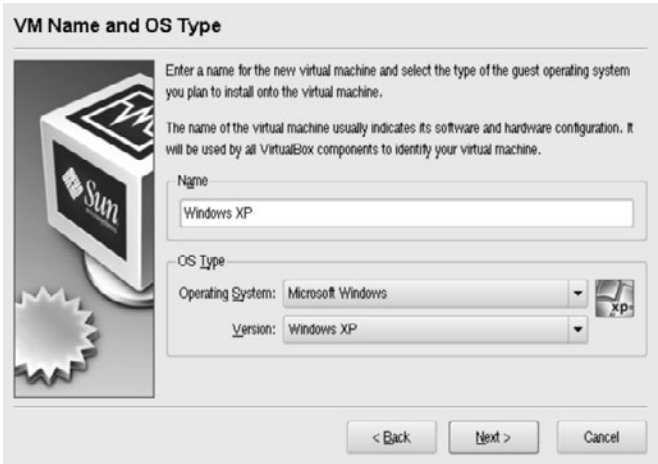 VM Name and OS Type
Enter a name for the new virtual machine and select the type of the guest operating system
you plan to install onto the virtual machine.
The name of the virtual machine usually indicates its software and hardware configuration. It
will be used by all VirtualBox components to identify your virtual machine.
Name
Windows XP
OS Type
Operating System: Microsoft Windows
Version: Windows XP
xp
Sun
< Back Next > Cancel